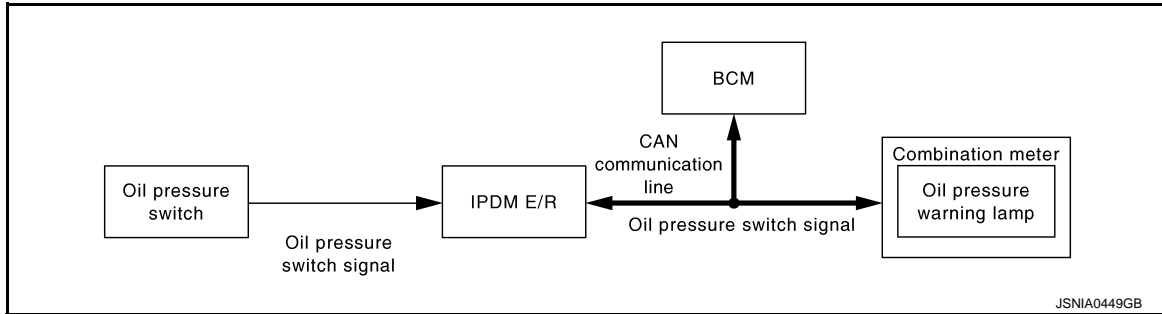 BCM
CAN
communication
line
Combination meter
Oil pressure
switch
IPDM E/R
Oil pressure
warning lamp
Oil pressure switch signal
Oil pressure
switch signal
JSNIA0449GB